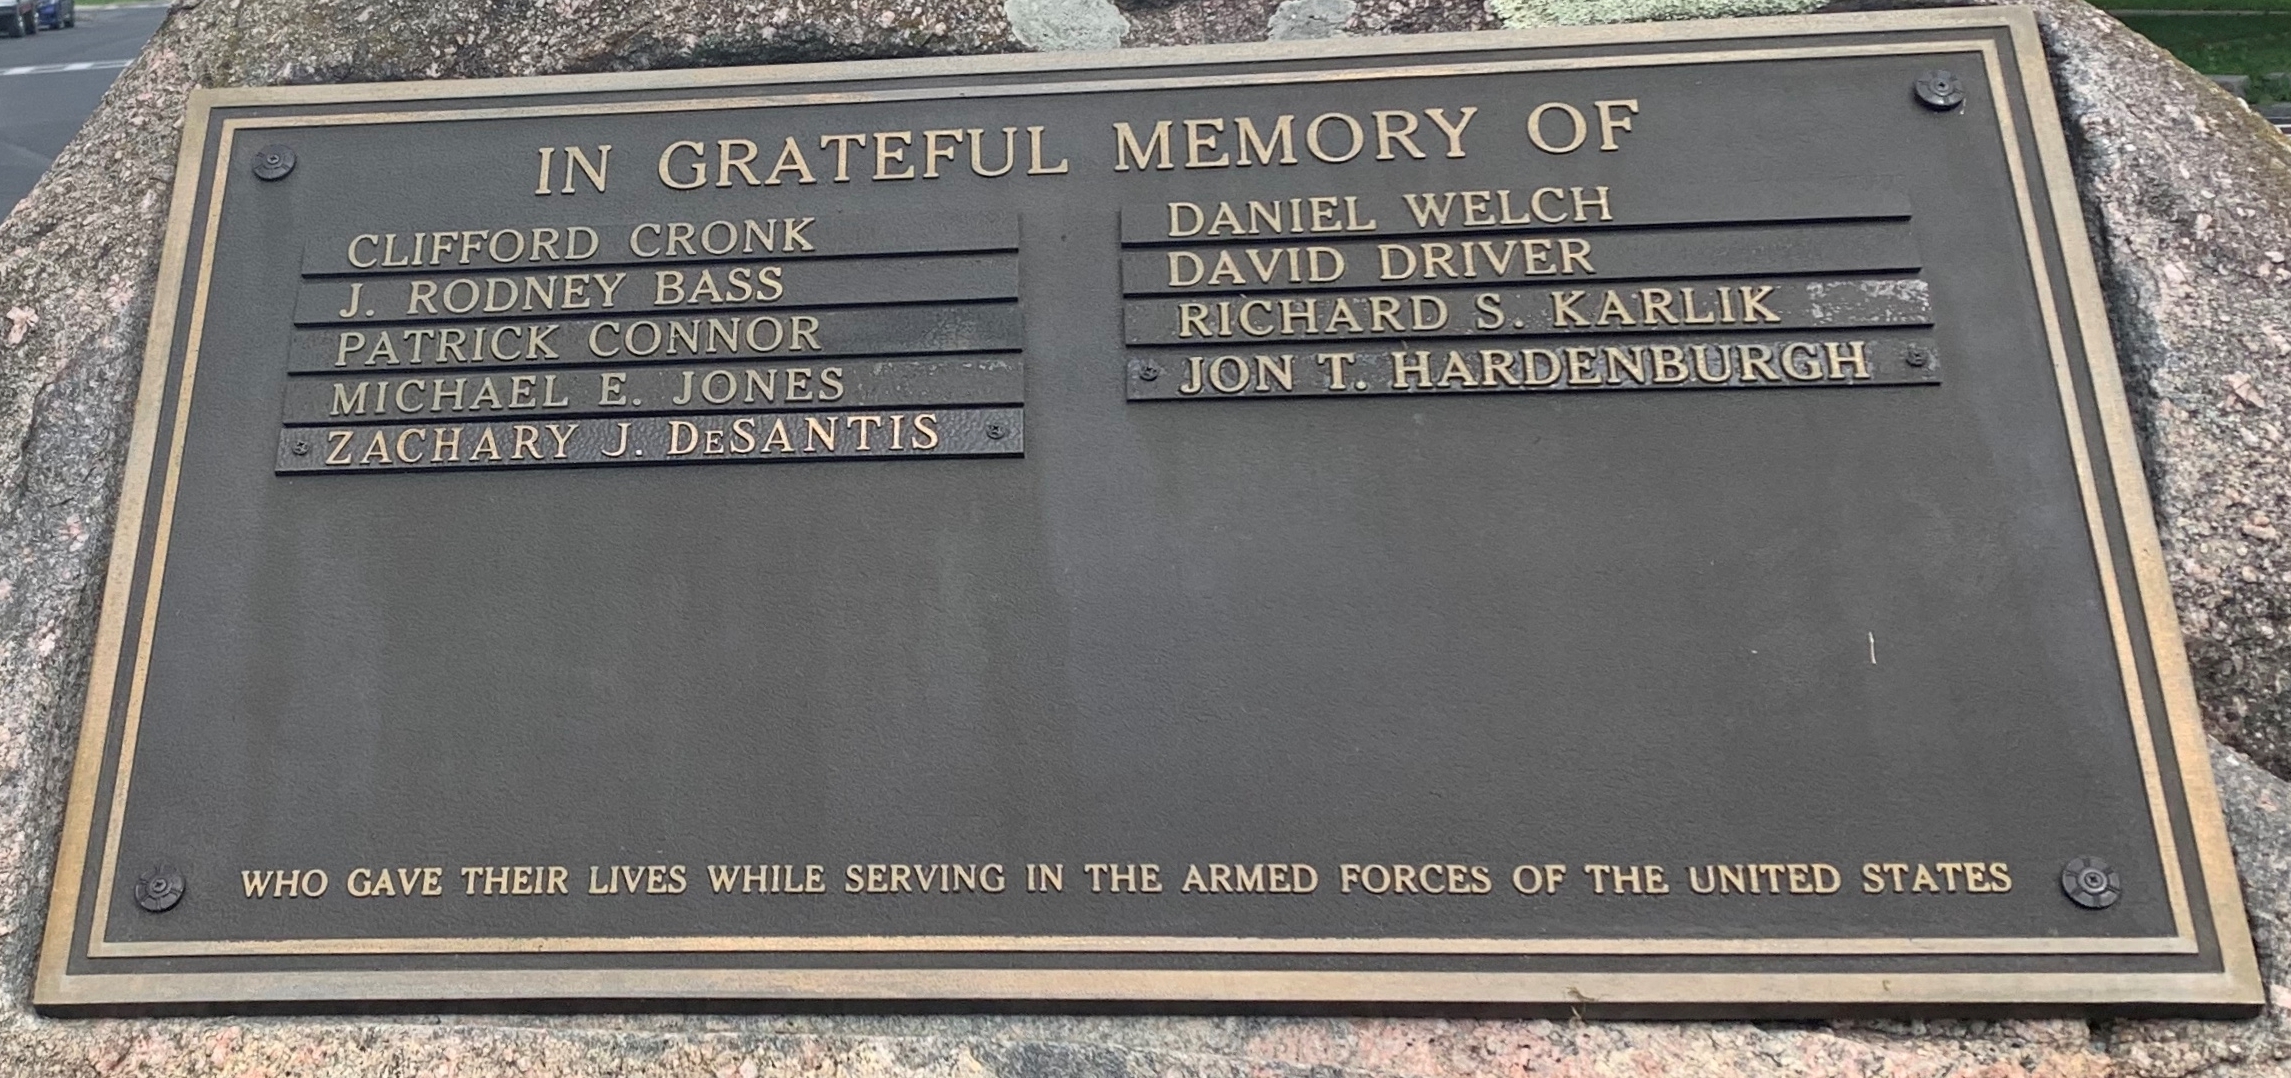 IN GRATEFUL MEMORY OF
CLIFFORD CRONK
J. RODNEY BASS
PATRICK CONNOR
MICHAEL E. JONES
ZACHARY J. DeSANTIS
DANIEL WELCH
DAVID DRIVER
RICHARD S. KARLIK
JON T. HARDENBURGH
WHO GAVE THEIR LIVES WHILE SERVING IN THE ARMED FORCES OF THE UNITED STATES